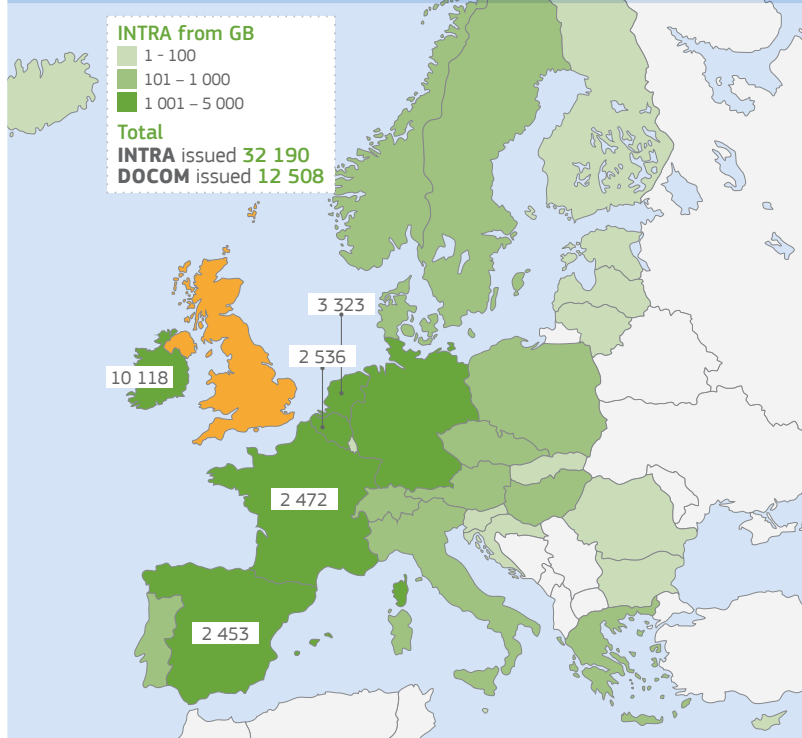 INTRA from GB
1 - 100
101 – 1 000
1 001 – 5 000
Total
INTRA issued 32 190
DOCOM issued 12 508
3 323
2 536
10 118
2 472
2 453